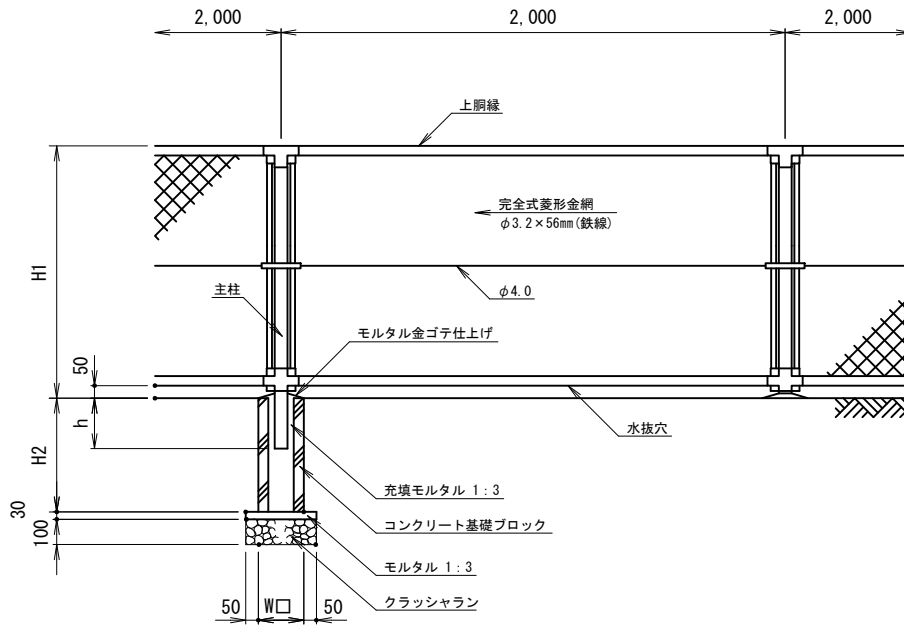 2,000
2,000
2,000
上胴縁
完全式菱形金網
φ3.2×56mm(鉄線)
H1
φ4.0
主柱
モルタル金ゴテ仕上げ
50
水抜穴
h
H2
充填モルタル 1:3
30
コンクリート基礎ブロック
100
モルタル 1:3
50
W□
50
クラッシャラン